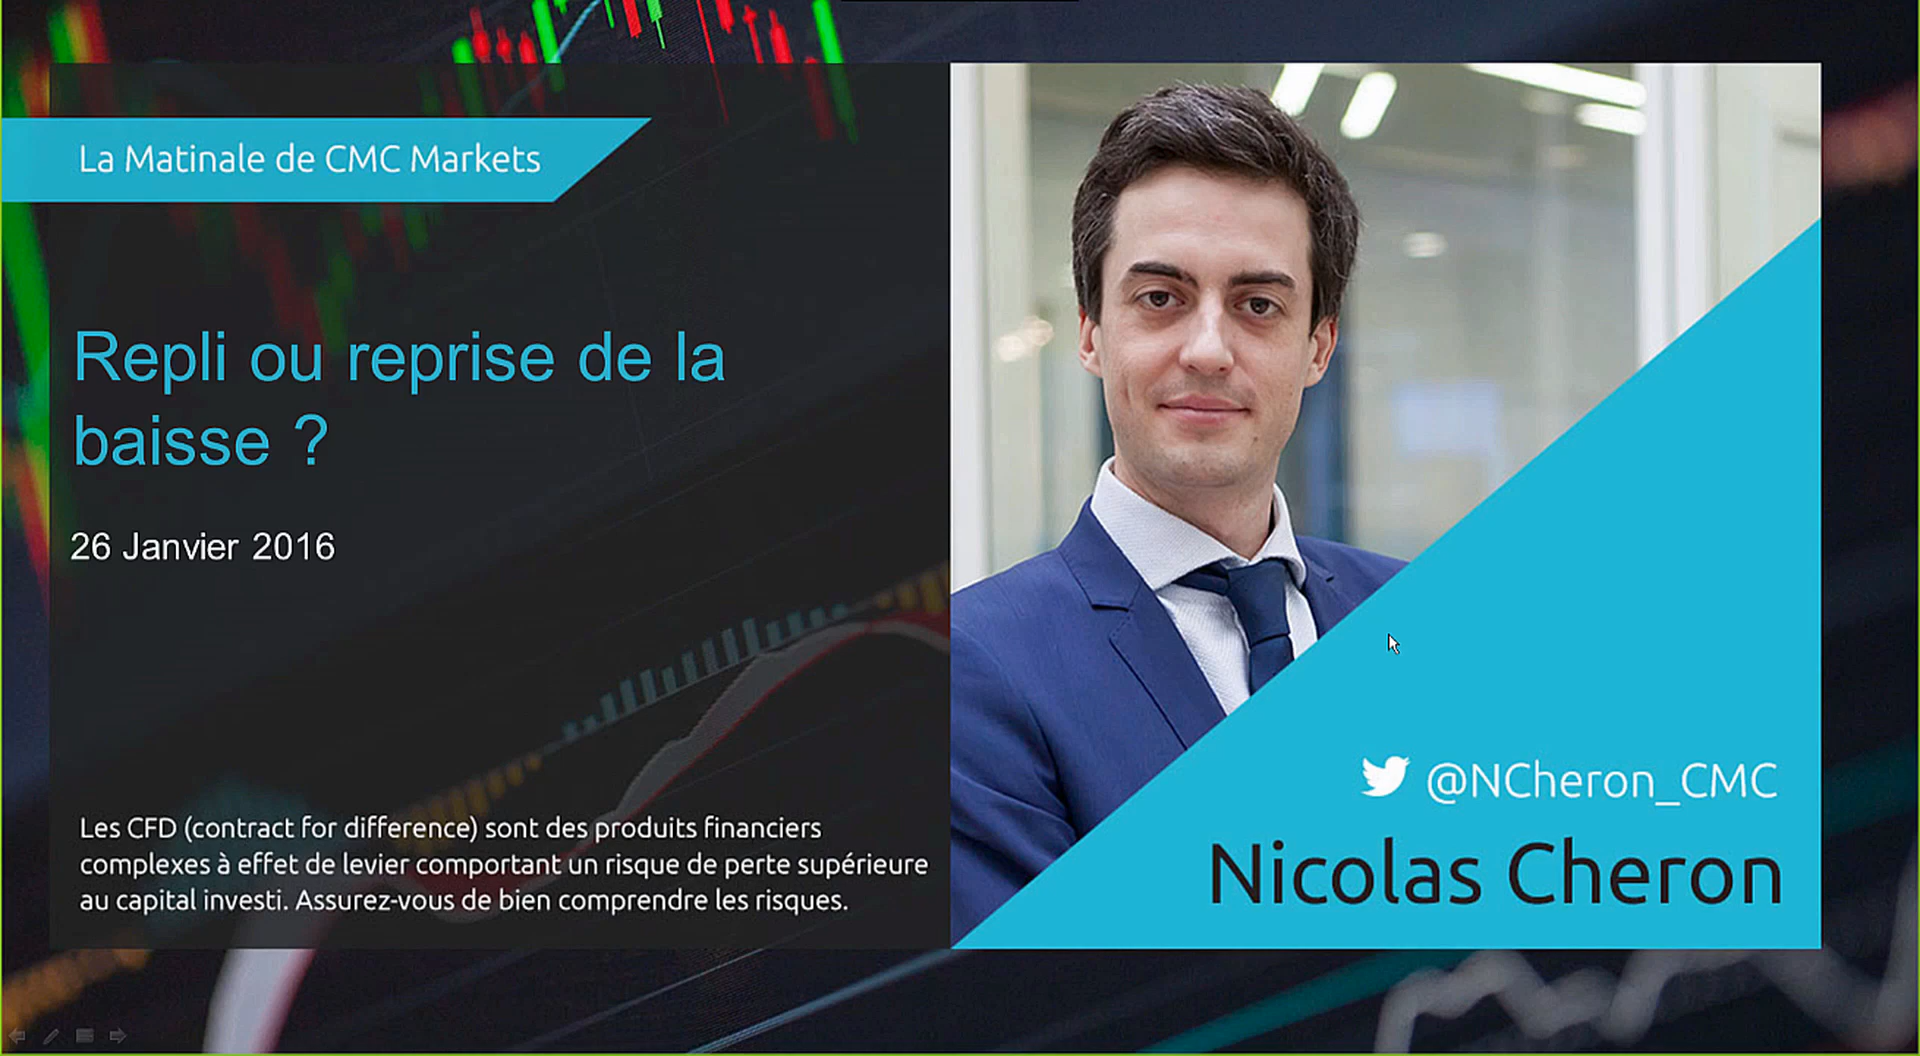 La Matinale de CMC Markets
Repli ou reprise de la
baisse ?
26 Janvier 2016
Les CFD (contract for difference) sont des produits financiers
complexes à effet de levier comportant un risque de perte supérieure
au capital investi. Assurez-vous de bien comprendre les risques.
@NCheron_CMC
Nicolas Cheron